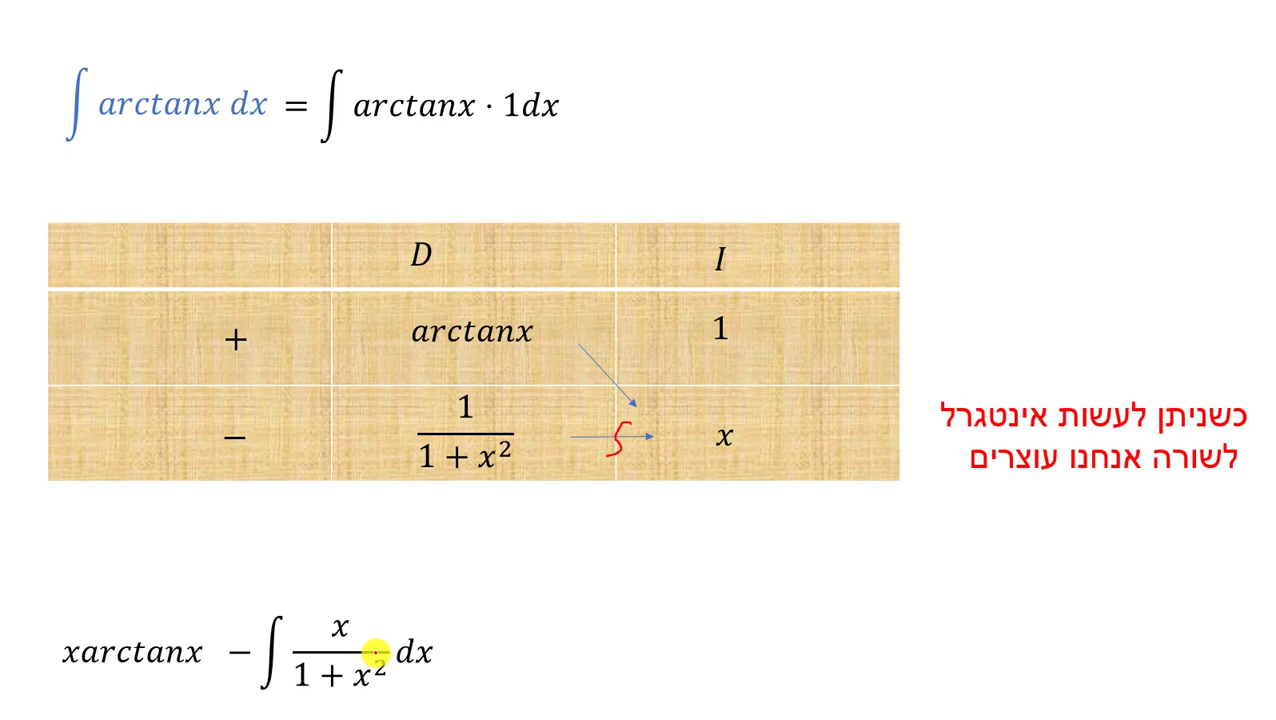 ∫ arctanx dx = ∫ arctanx · 1dx
D I
+ arctanx 1
− 1/(1 + x²) ∫ x
כשניתן לעשות אינטגרל
לשורה אנחנו עוצרים
xarctanx − ∫ x/(1 + x²) dx